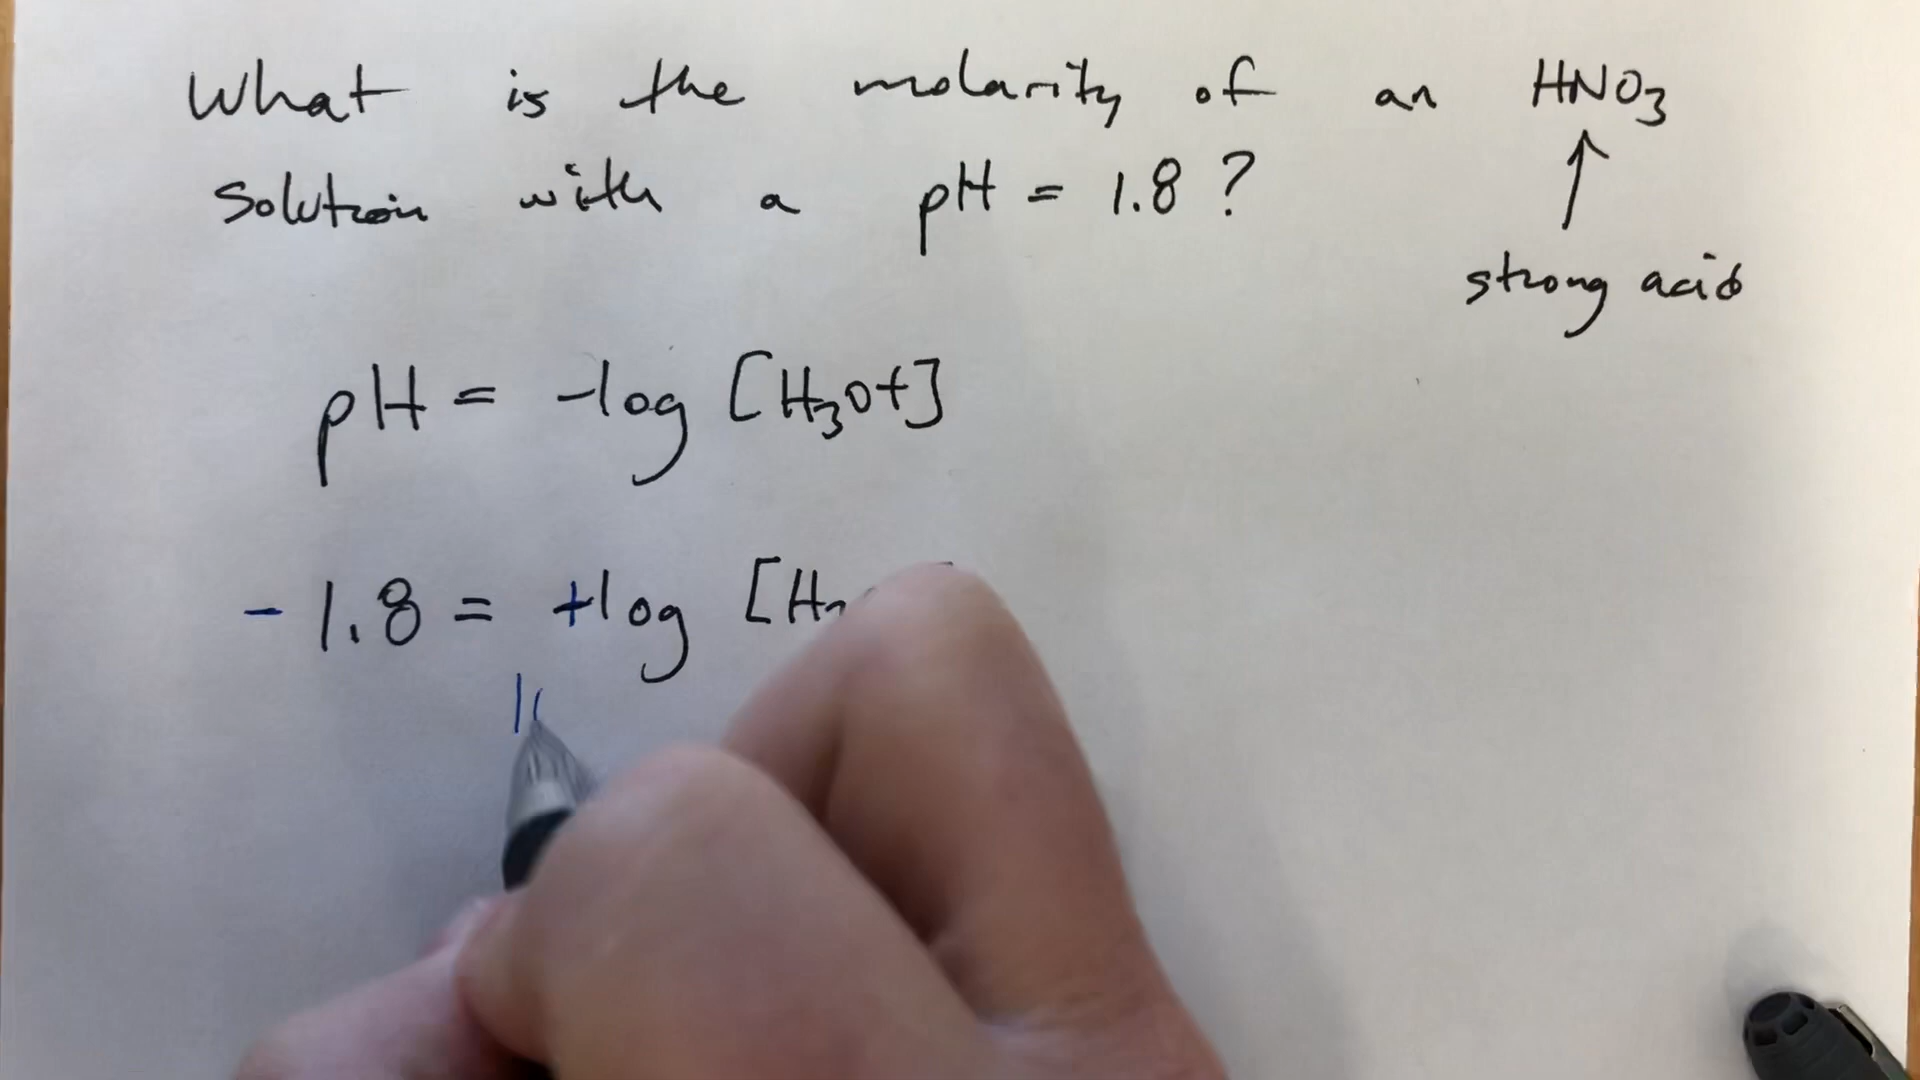 What is the molarity of an HNO3
solution with a pH = 1.8 ?
strong acid
pH = -log [H3O+]
- 1.8 = +log [H